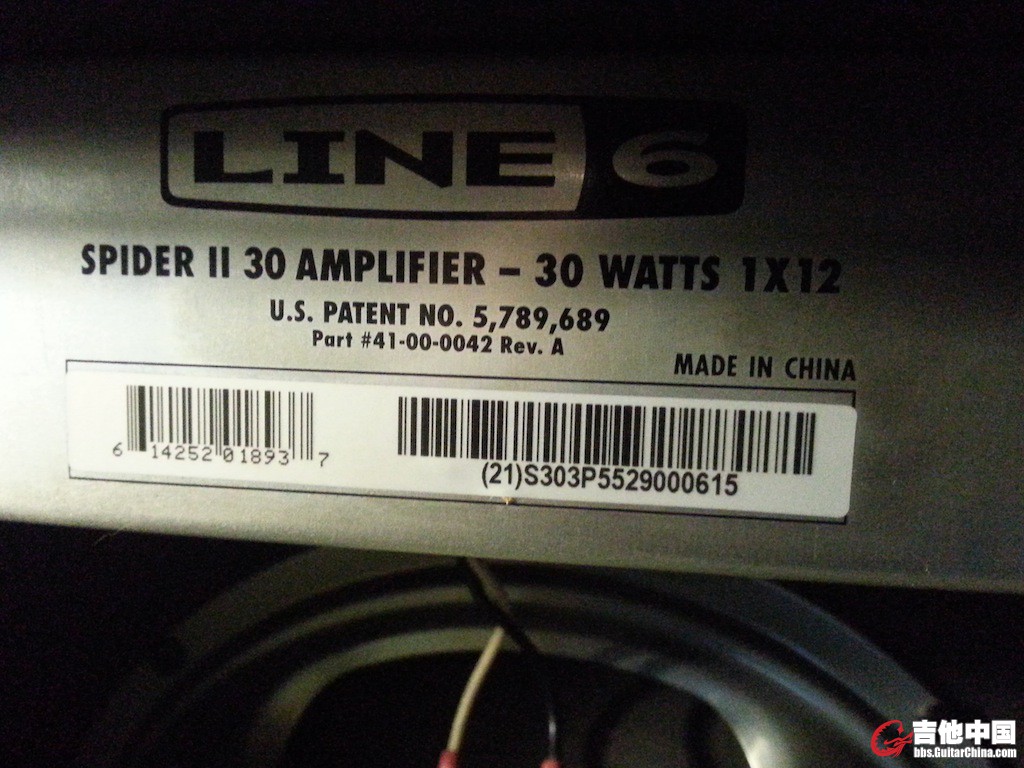 LINE 6
SPIDER II 30 AMPLIFIER – 30 WATTS 1X12
U.S. PATENT NO. 5,789,689
Part #41-00-0042 Rev. A
MADE IN CHINA
6 14252 01893 7
(21)S303P5529000615
吉他中国
bbs.GuitarChina.com